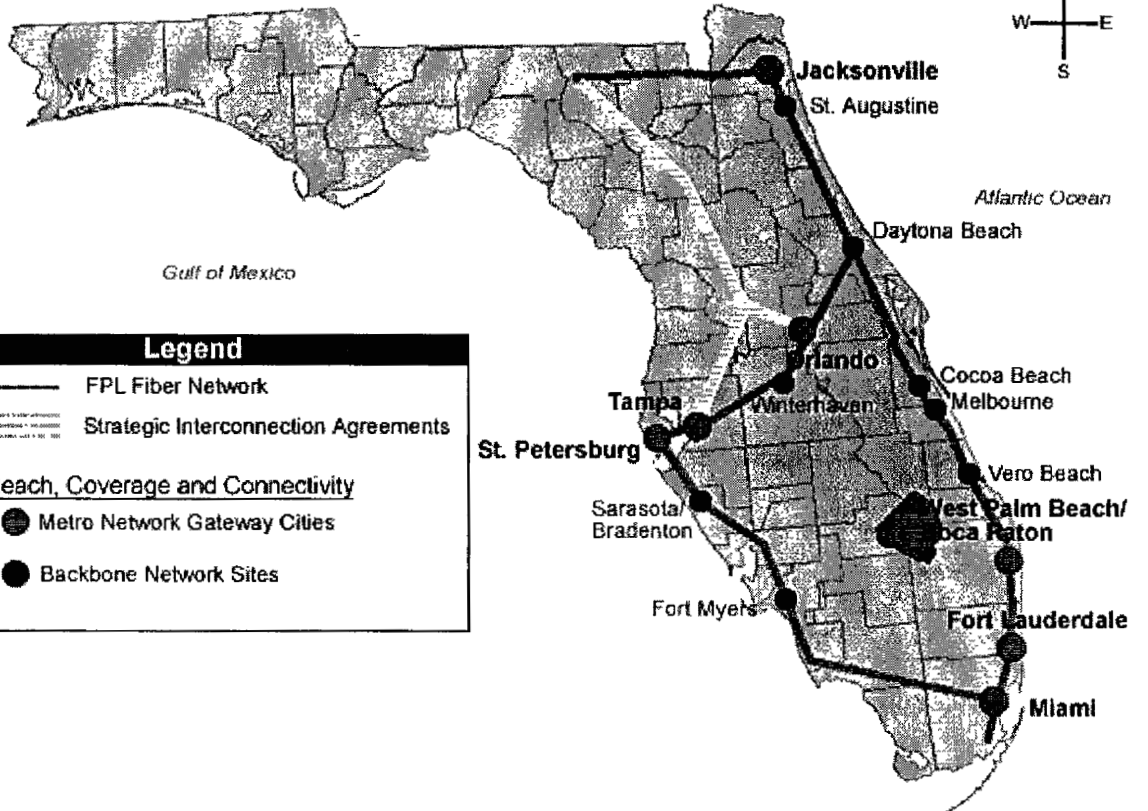 W E
S
Jacksonville
St. Augustine
Atlantic Ocean
Daytona Beach
Gulf of Mexico
Legend
FPL Fiber Network
Strategic Interconnection Agreements
each, Coverage and Connectivity
Metro Network Gateway Cities
Backbone Network Sites
Orlando
Cocoa Beach
Melbourne
Winterhaven
Tampa
St. Petersburg
Vero Beach
Sarasota/
Bradenton
West Palm Beach/
Boca Raton
Fort Myers
Fort Lauderdale
Miami